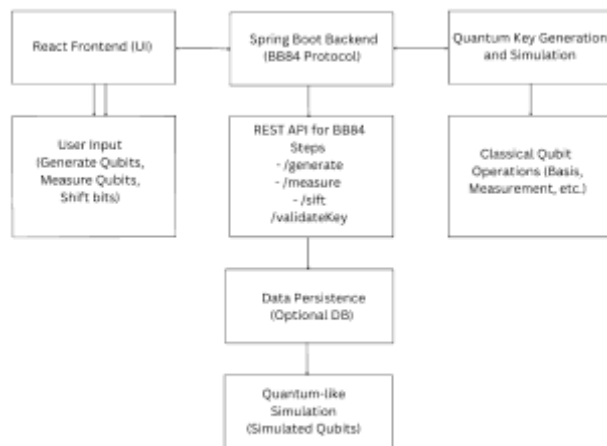 React Frontend (UI)
Spring Boot Backend
(BB84 Protocol)
Quantum Key Generation
and Simulation
User Input
(Generate Qubits,
Measure Qubits,
Shift bits)
REST API for BB84
Steps
- /generate
- /measure
- /sift
/validateKey
Classical Qubit
Operations (Basis,
Measurement, etc.)
Data Persistence
(Optional DB)
Quantum-like
Simulation
(Simulated Qubits)